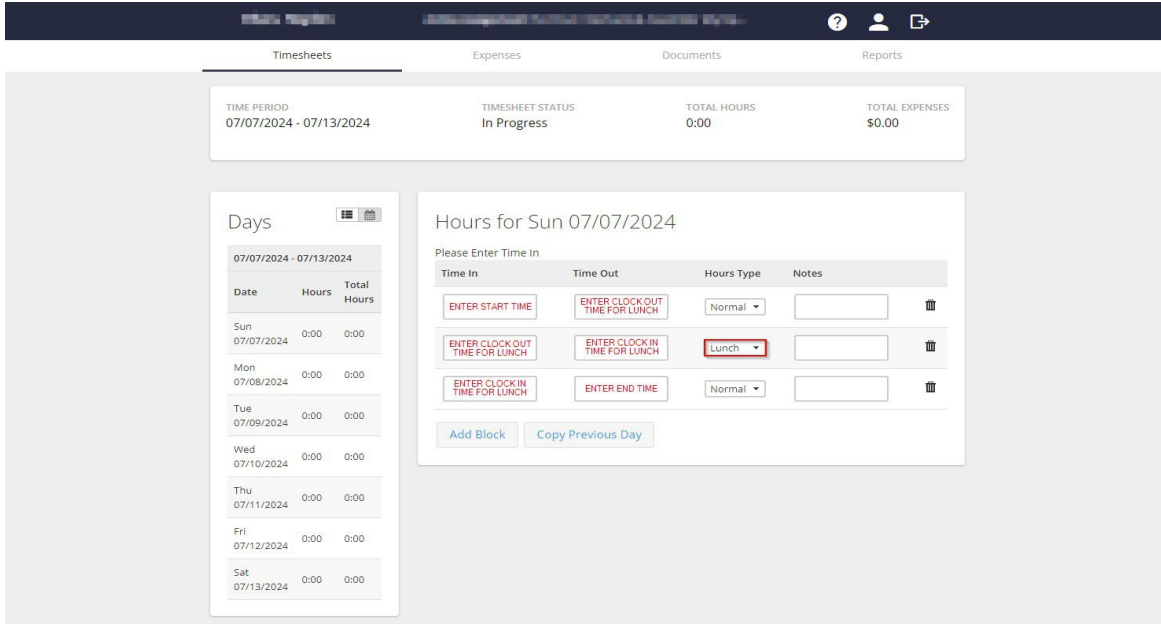 Timesheets Expenses Documents Reports
TIME PERIOD TIMESHEET STATUS TOTAL HOURS TOTAL EXPENSES
07/07/2024 - 07/13/2024 In Progress 0:00 $0.00
Days
07/07/2024 - 07/13/2024
Date Hours Total
Hours
Sun
07/07/2024 0:00 0:00
Mon
07/08/2024 0:00 0:00
Tue
07/09/2024 0:00 0:00
Wed
07/10/2024 0:00 0:00
Thu
07/11/2024 0:00 0:00
Fri
07/12/2024 0:00 0:00
Sat
07/13/2024 0:00 0:00
Hours for Sun 07/07/2024
Please Enter Time In
Time In Time Out Hours Type Notes
ENTER START TIME ENTER CLOCK OUT
TIME FOR LUNCH Normal
ENTER CLOCK OUT
TIME FOR LUNCH ENTER CLOCK IN
TIME FOR LUNCH Lunch
ENTER CLOCK IN
TIME FOR LUNCH ENTER END TIME Normal
Add Block Copy Previous Day